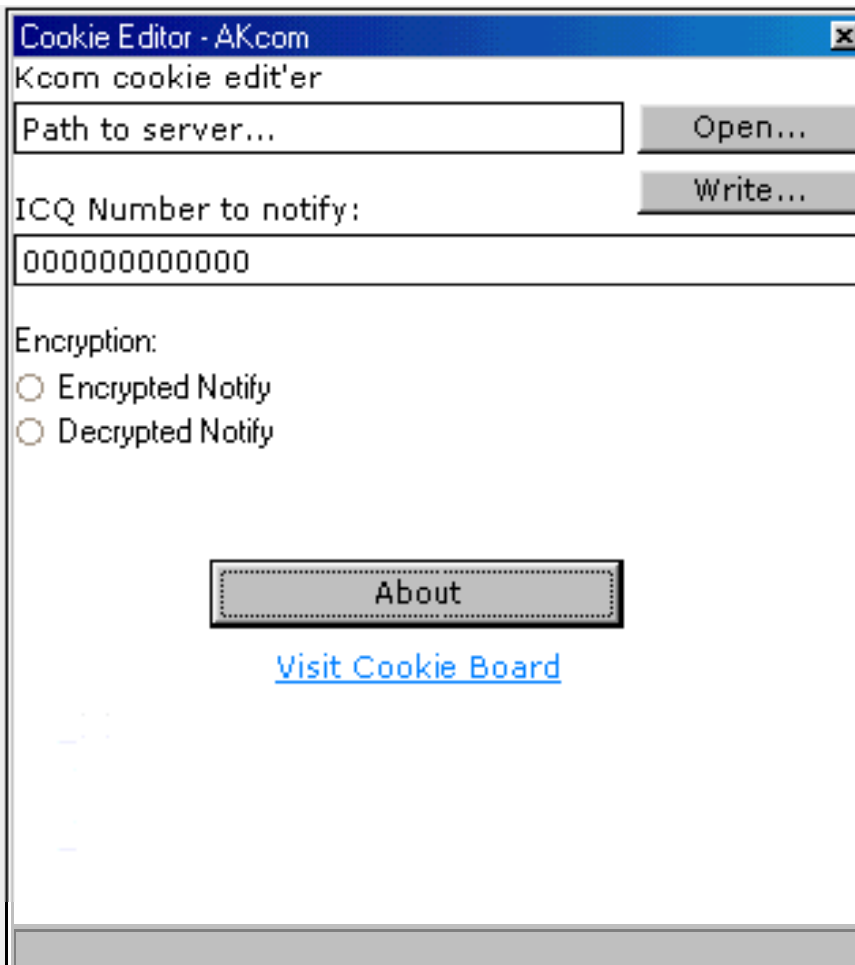 Cookie Editor - AKcom
Kcom cookie edit'er
Path to server...
Open...
Write...
ICQ Number to notify:
000000000000
Encryption:
Encrypted Notify
Decrypted Notify
About
Visit Cookie Board